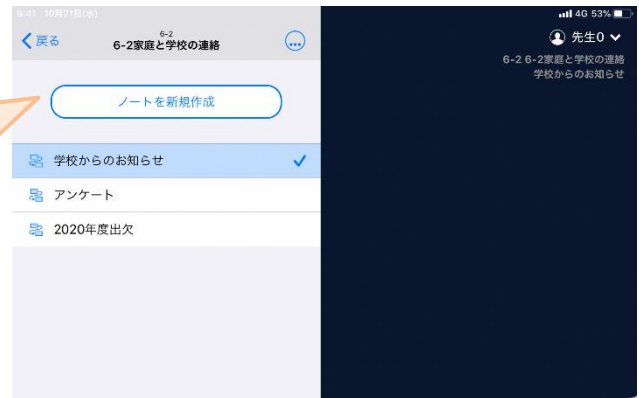 9:41 10月21日(水)
4G 53%
戻る
6-2
6-2家庭と学校の連絡
先生0
6-2 6-2家庭と学校の連絡
学校からのお知らせ
ノートを新規作成
学校からのお知らせ
アンケート
2020年度出欠